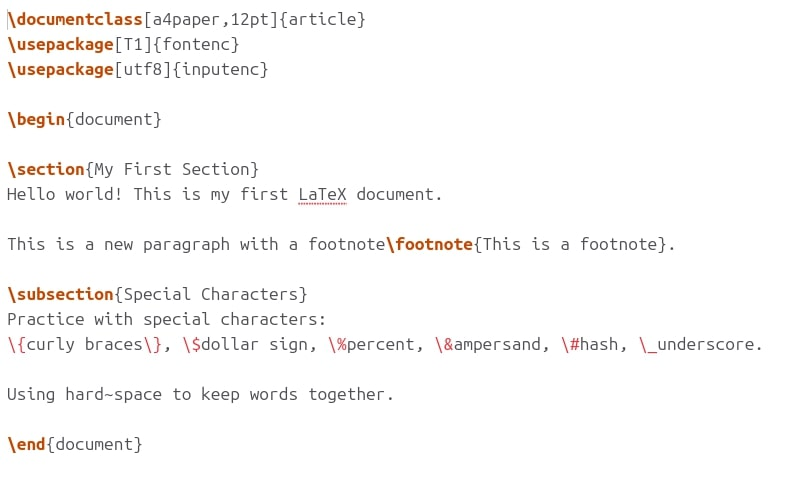 \documentclass[a4paper,12pt]{article}
\usepackage[T1]{fontenc}
\usepackage[utf8]{inputenc}

\begin{document}

\section{My First Section}
Hello world! This is my first LaTeX document.

This is a new paragraph with a footnote\footnote{This is a footnote}.

\subsection{Special Characters}
Practice with special characters:
\{curly braces\}, \$dollar sign, \%percent, \&ampersand, \#hash, \_underscore.

Using hard~space to keep words together.

\end{document}